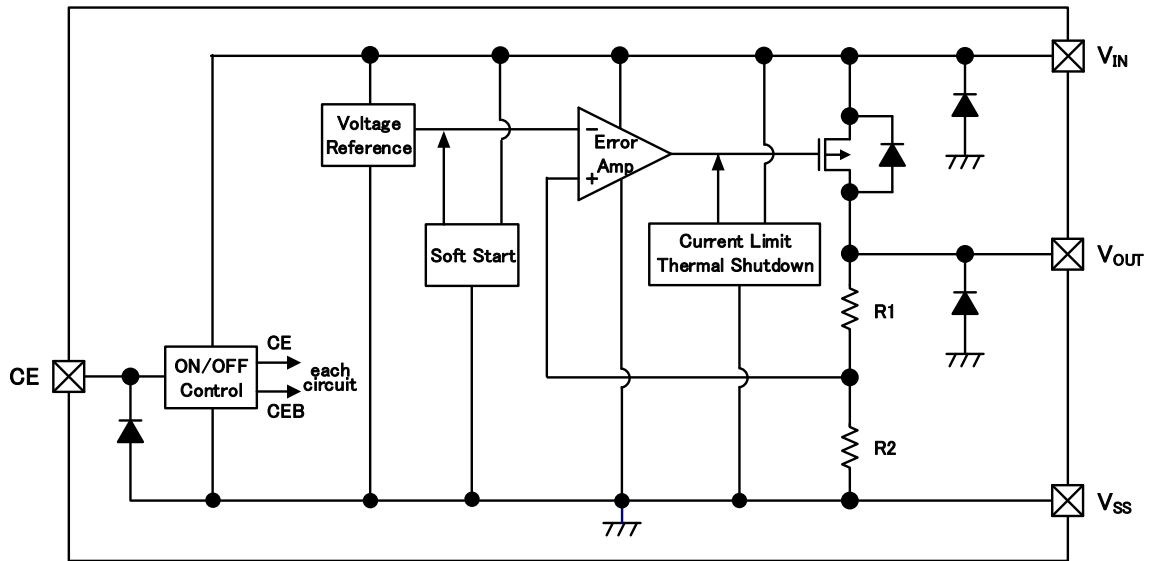 VIN
Voltage
Reference
−
Error
Amp
+
Soft Start
Current Limit
Thermal Shutdown
VOUT
R1
CE
ON/OFF
Control
CE
each
circuit
CEB
R2
VSS